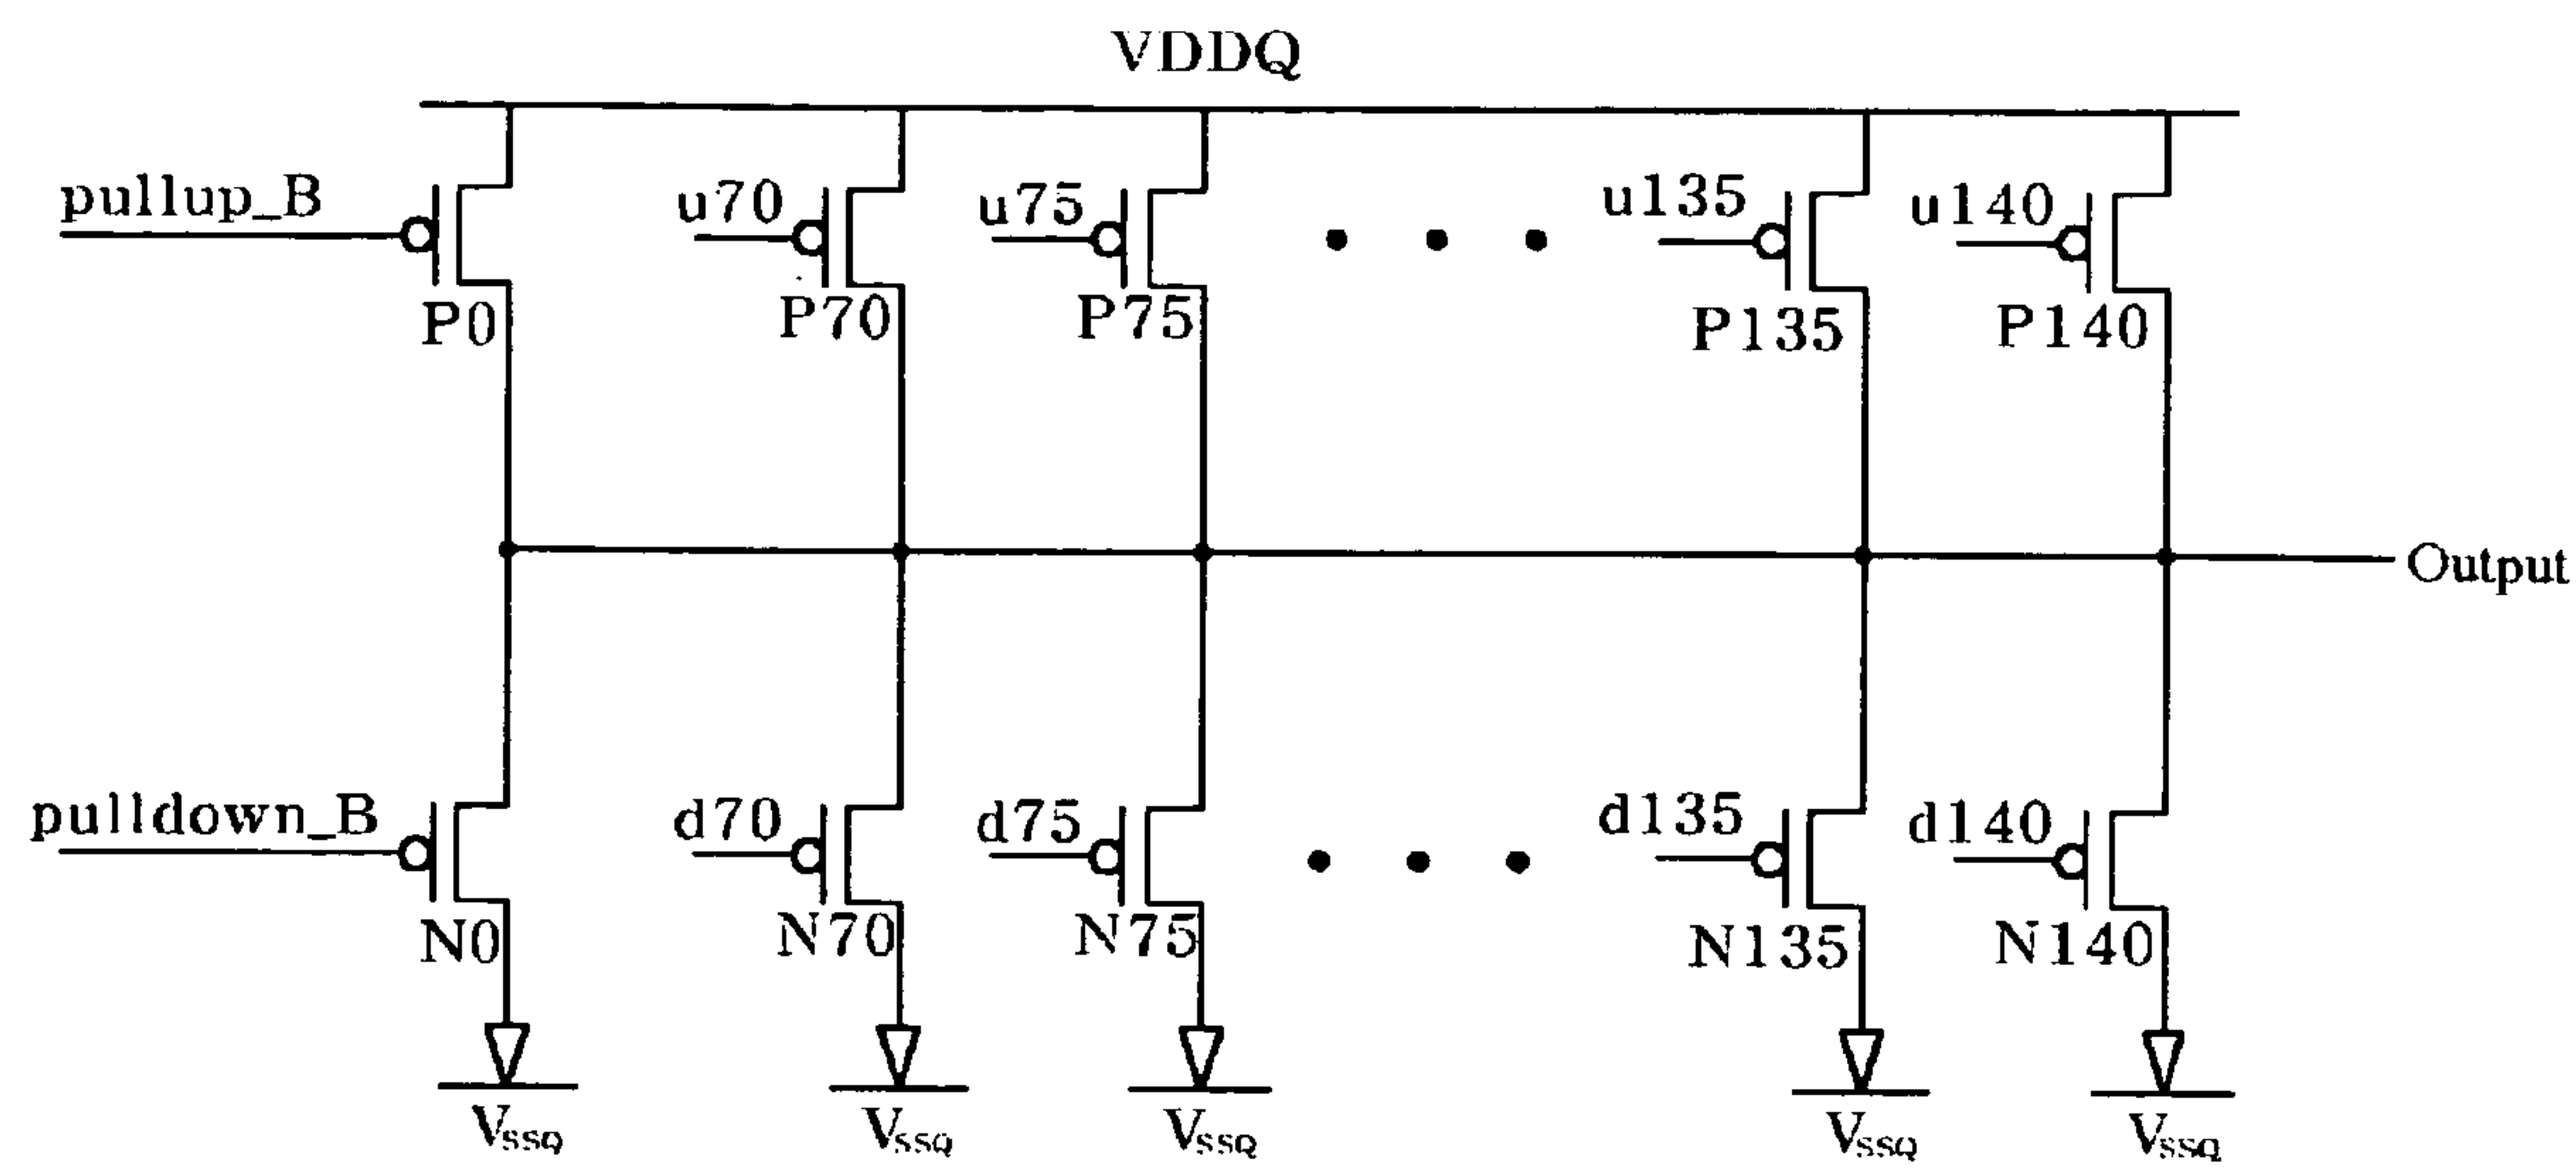 VDDQ
pullup_B
u70
u75
u135
u140
P0
P70
P75
P135
P140
Output
pulldown_B
d70
d75
d135
d140
N0
N70
N75
N135
N140
VSSQ
VSSQ
VSSQ
VSSQ
VSSQ